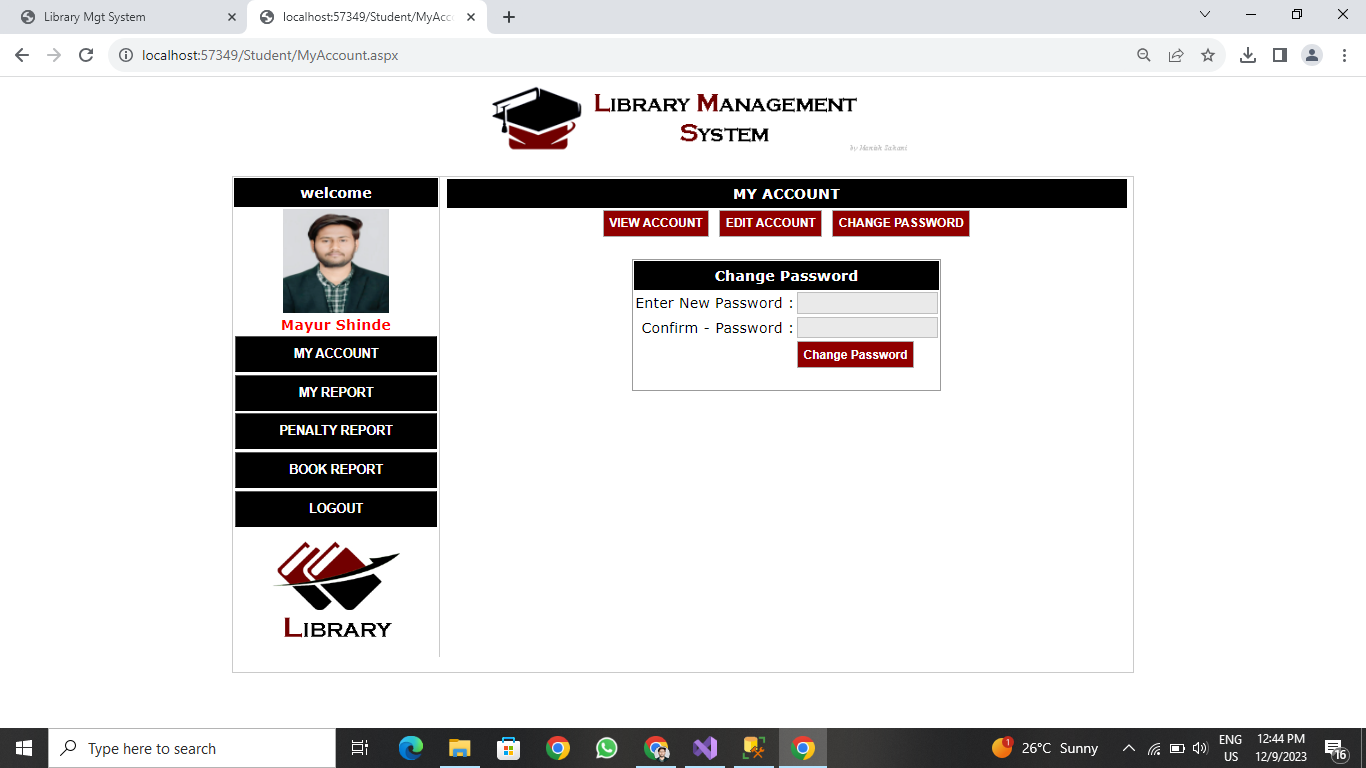 Library Mgt System
localhost:57349/Student/MyAcc
localhost:57349/Student/MyAccount.aspx
LIBRARY MANAGEMENT
SYSTEM
welcome
Mayur Shinde
MY ACCOUNT
MY REPORT
PENALTY REPORT
BOOK REPORT
LOGOUT
LIBRARY
MY ACCOUNT
VIEW ACCOUNT EDIT ACCOUNT CHANGE PASSWORD
Change Password
Enter New Password :
Confirm - Password :
Change Password
Type here to search
1
26°C Sunny
ENG
US
12:44 PM
12/9/2023
16